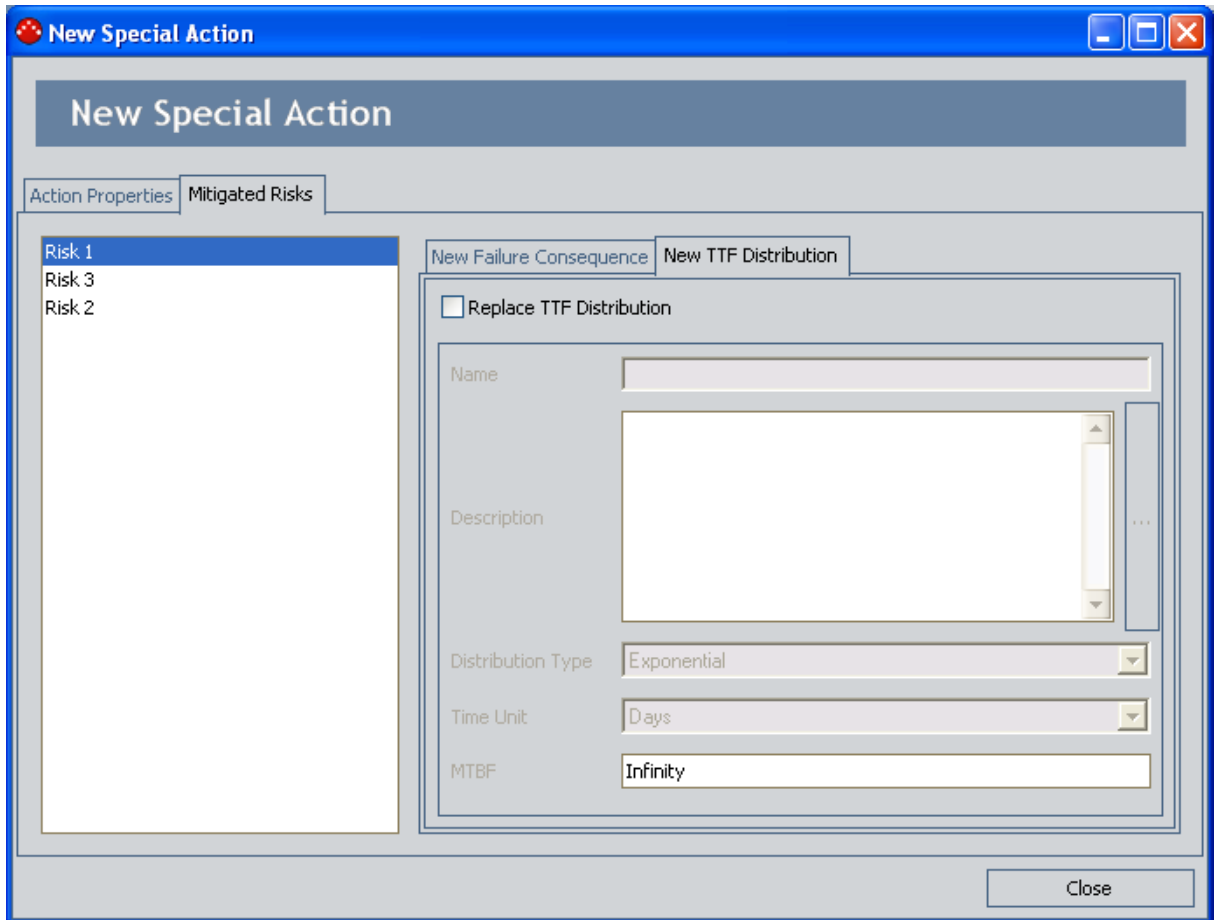 New Special Action
New Special Action
Action Properties Mitigated Risks
Risk 1
Risk 3
Risk 2
New Failure Consequence New TTF Distribution
Replace TTF Distribution
Name
Description
...
Distribution Type Exponential
Time Unit Days
MTBF Infinity
Close